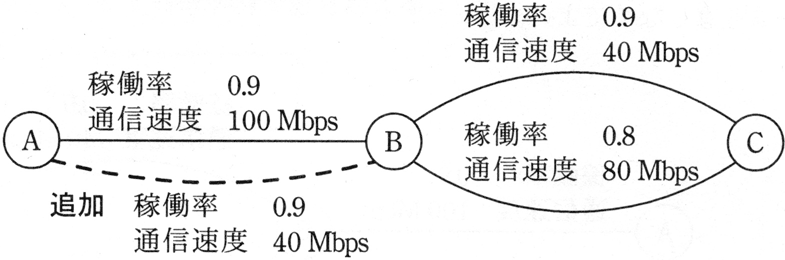 稼働率 0.9
通信速度 40 Mbps
稼働率 0.9
通信速度 100 Mbps
A
B
稼働率 0.8
通信速度 80 Mbps
C
追加 稼働率 0.9
通信速度 40 Mbps